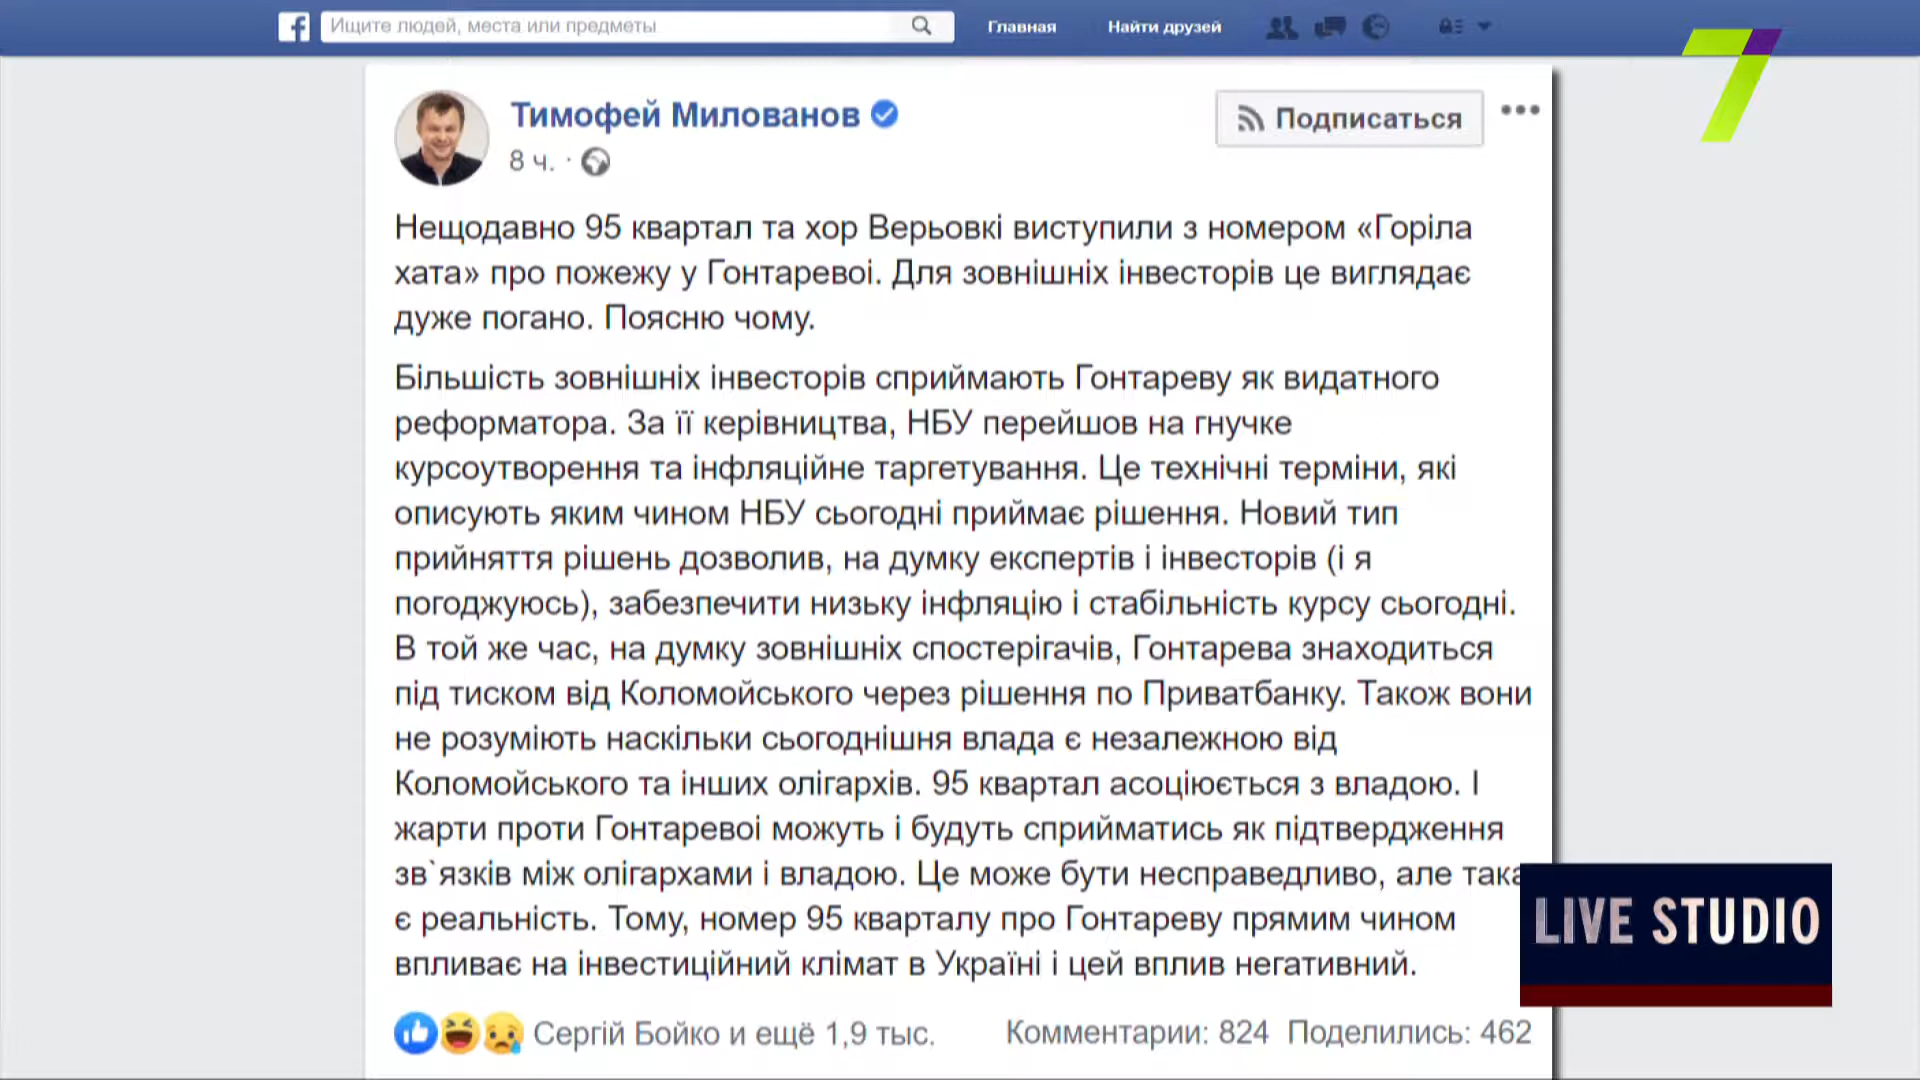 Ищите людей, места или предметы
Главная
Найти друзей
7
Тимофей Милованов
Подписаться
8 ч.
Нещодавно 95 квартал та хор Верьовкі виступили з номером «Горіла
хата» про пожежу у Гонтаревоі. Для зовнішніх інвесторів це виглядає
дуже погано. Поясню чому.
Більшість зовнішніх інвесторів сприймають Гонтареву як видатного
реформатора. За її керівництва, НБУ перейшов на гнучке
курсоутворення та інфляційне таргетування. Це технічні терміни, які
описують яким чином НБУ сьогодні приймає рішення. Новий тип
прийняття рішень дозволив, на думку експертів і інвесторів (і я
погоджуюсь), забезпечити низьку інфляцію і стабільність курсу сьогодні.
В той же час, на думку зовнішніх спостерігачів, Гонтарева знаходиться
під тиском від Коломойського через рішення по Приватбанку. Також вони
не розуміють наскільки сьогоднішня влада є незалежною від
Коломойського та інших олігархів. 95 квартал асоціюється з владою. І
жарти проти Гонтаревоі можуть і будуть сприйматись як підтвердження
зв`язків між олігархами і владою. Це може бути несправедливо, але така
є реальність. Тому, номер 95 кварталу про Гонтареву прямим чином
впливає на інвестиційний клімат в Україні і цей вплив негативний.
LIVE STUDIO
Сергій Бойко и ещё 1,9 тыс.
Комментарии: 824 Поделились: 462